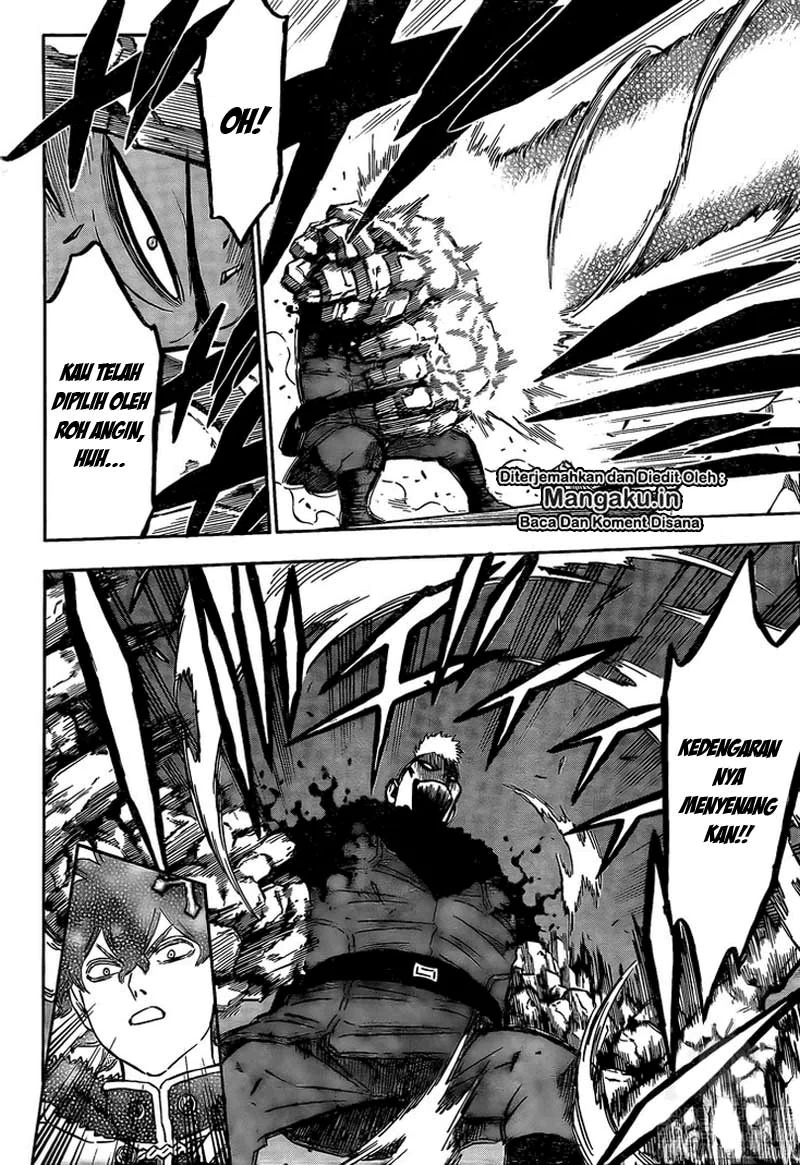 OH!
KAU TELAH
DIPILIH OLEH
ROH ANGIN,
HUH...
Diterjemahkan dan Diedit Oleh :
Mangaku.in
Baca Dan Koment Disana
KEDENGARAN
NYA
MENYENANG
KAN!!